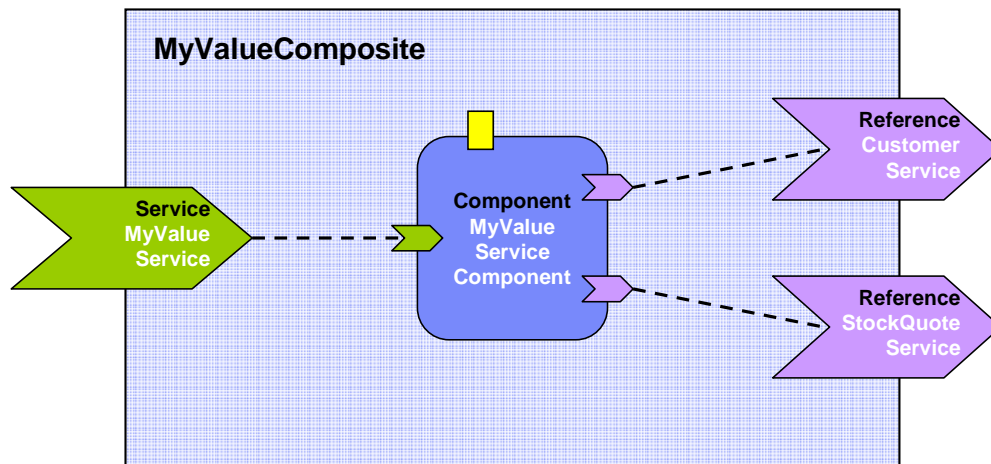 MyValueComposite
Service
MyValue
Service
Component
MyValue
Service
Component
Reference
Customer
Service
Reference
StockQuote
Service